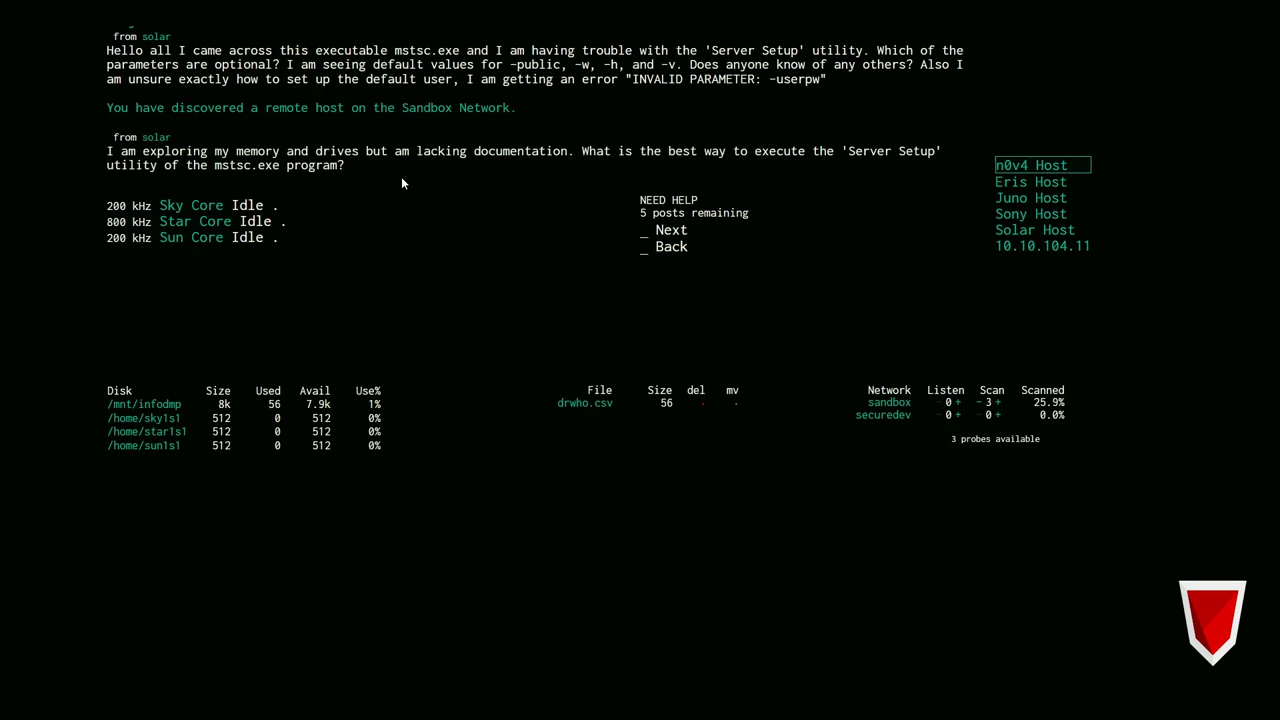 from solar
Hello all I came across this executable mstsc.exe and I am having trouble with the 'Server Setup' utility. Which of the
parameters are optional? I am seeing default values for -public, -w, -h, and -v. Does anyone know of any others? Also I
am unsure exactly how to set up the default user, I am getting an error "INVALID PARAMETER: -userpw"
You have discovered a remote host on the Sandbox Network.
from solar
I am exploring my memory and drives but am lacking documentation. What is the best way to execute the 'Server Setup'
utility of the mstsc.exe program?
200 kHz Sky Core Idle .
800 kHz Star Core Idle .
200 kHz Sun Core Idle .
NEED HELP
5 posts remaining
_ Next
_ Back
n0v4 Host
Eris Host
Juno Host
Sony Host
Solar Host
10.10.104.11
Disk Size Used Avail Use%
/mnt/infodmp 8k 56 7.9k 1%
/home/sky1s1 512 0 512 0%
/home/star1s1 512 0 512 0%
/home/sun1s1 512 0 512 0%
File Size del mv
drwho.csv 56 . .
Network Listen Scan Scanned
sandbox - 0 + - 3 + 25.9%
securedev - 0 + - 0 + 0.0%
3 probes available